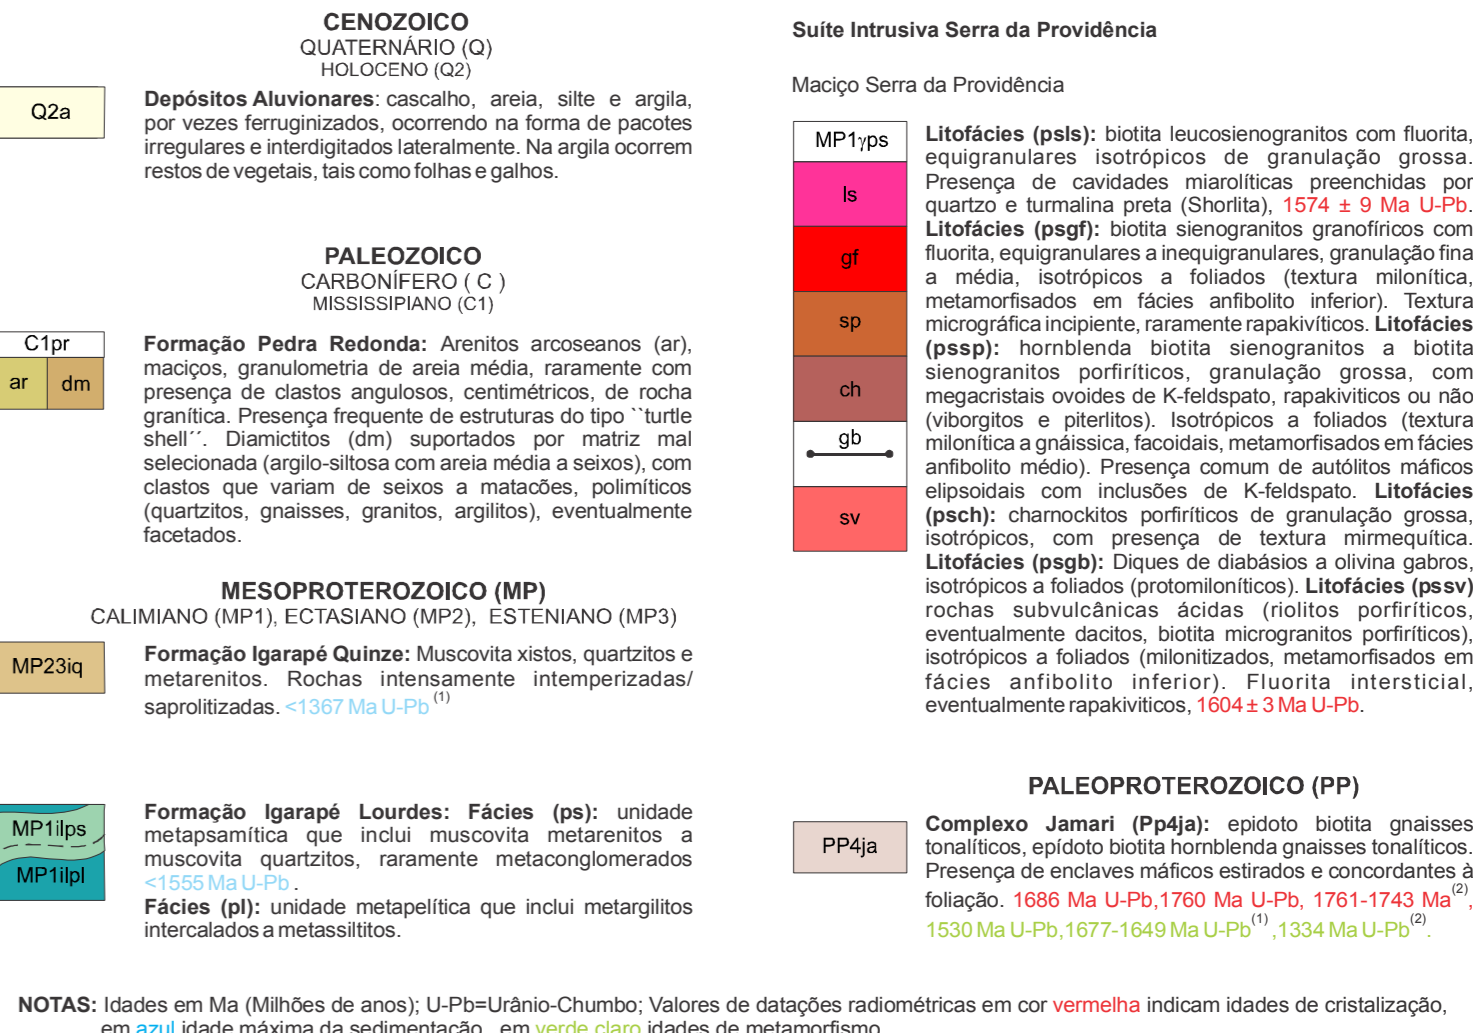 CENOZOICO
QUATERNÁRIO (Q)
HOLOCENO (Q2)
Q2a
Depósitos Aluvionares: cascalho, areia, silte e argila,
por vezes ferruginizados, ocorrendo na forma de pacotes
irregulares e interdigitados lateralmente. Na argila ocorrem
restos de vegetais, tais como folhas e galhos.
PALEOZOICO
CARBONÍFERO ( C )
MISSISSIPIANO (C1)
C1pr
ar dm
Formação Pedra Redonda: Arenitos arcoseanos (ar),
maciços, granulometria de areia média, raramente com
presença de clastos angulosos, centimétricos, de rocha
granítica. Presença frequente de estruturas do tipo ``turtle
shell´´. Diamictitos (dm) suportados por matriz mal
selecionada (argilo-siltosa com areia média a seixos), com
clastos que variam de seixos a matacões, polimíticos
(quartzitos, gnaisses, granitos, argilitos), eventualmente
facetados.
MESOPROTEROZOICO (MP)
CALIMIANO (MP1), ECTASIANO (MP2), ESTENIANO (MP3)
MP23iq
Formação Igarapé Quinze: Muscovita xistos, quartzitos e
metarenitos. Rochas intensamente intemperizadas/
saprolitizadas. <1367 Ma U-Pb (1)
MP1ilps
MP1ilpl
Formação Igarapé Lourdes: Fácies (ps): unidade
metapsamítica que inclui muscovita metarenitos a
muscovita quartzitos, raramente metaconglomerados
<1555 Ma U-Pb .
Fácies (pl): unidade metapelítica que inclui metargilitos
intercalados a metassiltitos.
Suíte Intrusiva Serra da Providência
Maciço Serra da Providência
MP1γps
ls
gf
sp
ch
gb
sv
Litofácies (psls): biotita leucosienogranitos com fluorita,
equigranulares isotrópicos de granulação grossa.
Presença de cavidades miarolíticas preenchidas por
quartzo e turmalina preta (Shorlita), 1574 ± 9 Ma U-Pb.
Litofácies (psgf): biotita sienogranitos granofíricos com
fluorita, equigranulares a inequigranulares, granulação fina
a média, isotrópicos a foliados (textura milonítica,
metamorfisados em fácies anfibolito inferior). Textura
micrográfica incipiente, raramente rapakivíticos. Litofácies
(pssp): hornblenda biotita sienogranitos a biotita
sienogranitos porfiríticos, granulação grossa, com
megacristais ovoides de K-feldspato, rapakiviticos ou não
(viborgitos e piterlitos). Isotrópicos a foliados (textura
milonítica a gnáissica, facoidais, metamorfisados em fácies
anfibolito médio). Presença comum de autólitos máficos
elipsoidais com inclusões de K-feldspato. Litofácies
(psch): charnockitos porfiríticos de granulação grossa,
isotrópicos, com presença de textura mirmequítica.
Litofácies (psgb): Diques de diabásios a olivina gabros,
isotrópicos a foliados (protomiloníticos). Litofácies (pssv)
rochas subvulcânicas ácidas (riolitos porfiríticos,
eventualmente dacitos, biotita microgranitos porfiríticos),
isotrópicos a foliados (milonitizados, metamorfisados em
fácies anfibolito inferior). Fluorita intersticial,
eventualmente rapakiviticos, 1604 ± 3 Ma U-Pb.
PALEOPROTEROZOICO (PP)
PP4ja
Complexo Jamari (Pp4ja): epidoto biotita gnaisses
tonalíticos, epídoto biotita hornblenda gnaisses tonalíticos.
Presença de enclaves máficos estirados e concordantes à
foliação. 1686 Ma U-Pb,1760 Ma U-Pb, 1761-1743 Ma(2),
1530 Ma U-Pb,1677-1649 Ma U-Pb(1),1334 Ma U-Pb(2).
NOTAS: Idades em Ma (Milhões de anos); U-Pb=Urânio-Chumbo; Valores de datações radiométricas em cor vermelha indicam idades de cristalização,
em azul idade máxima da sedimentação em verde claro idades de metamorfismo